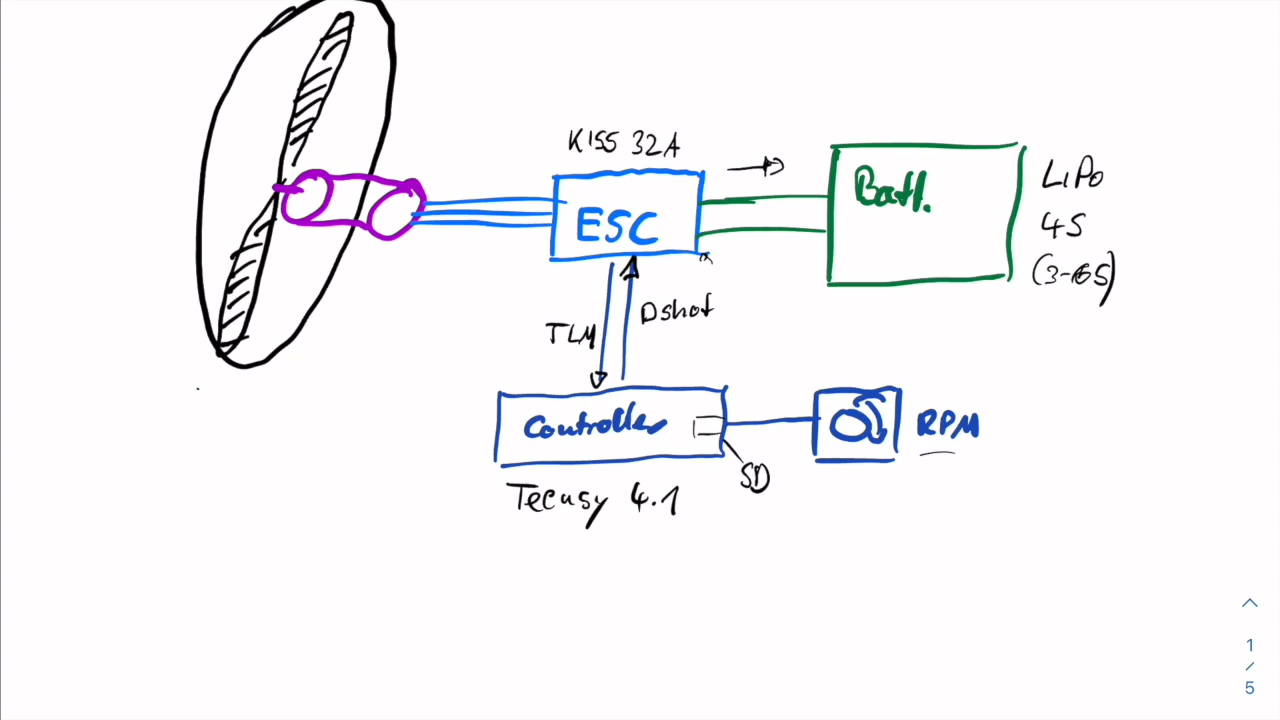 KISS 32A
ESC
Batt.
LiPo
4S
(3-6S)
TLM
Dshot
Controller
RPM
SD
Teensy 4.1
1
/
5